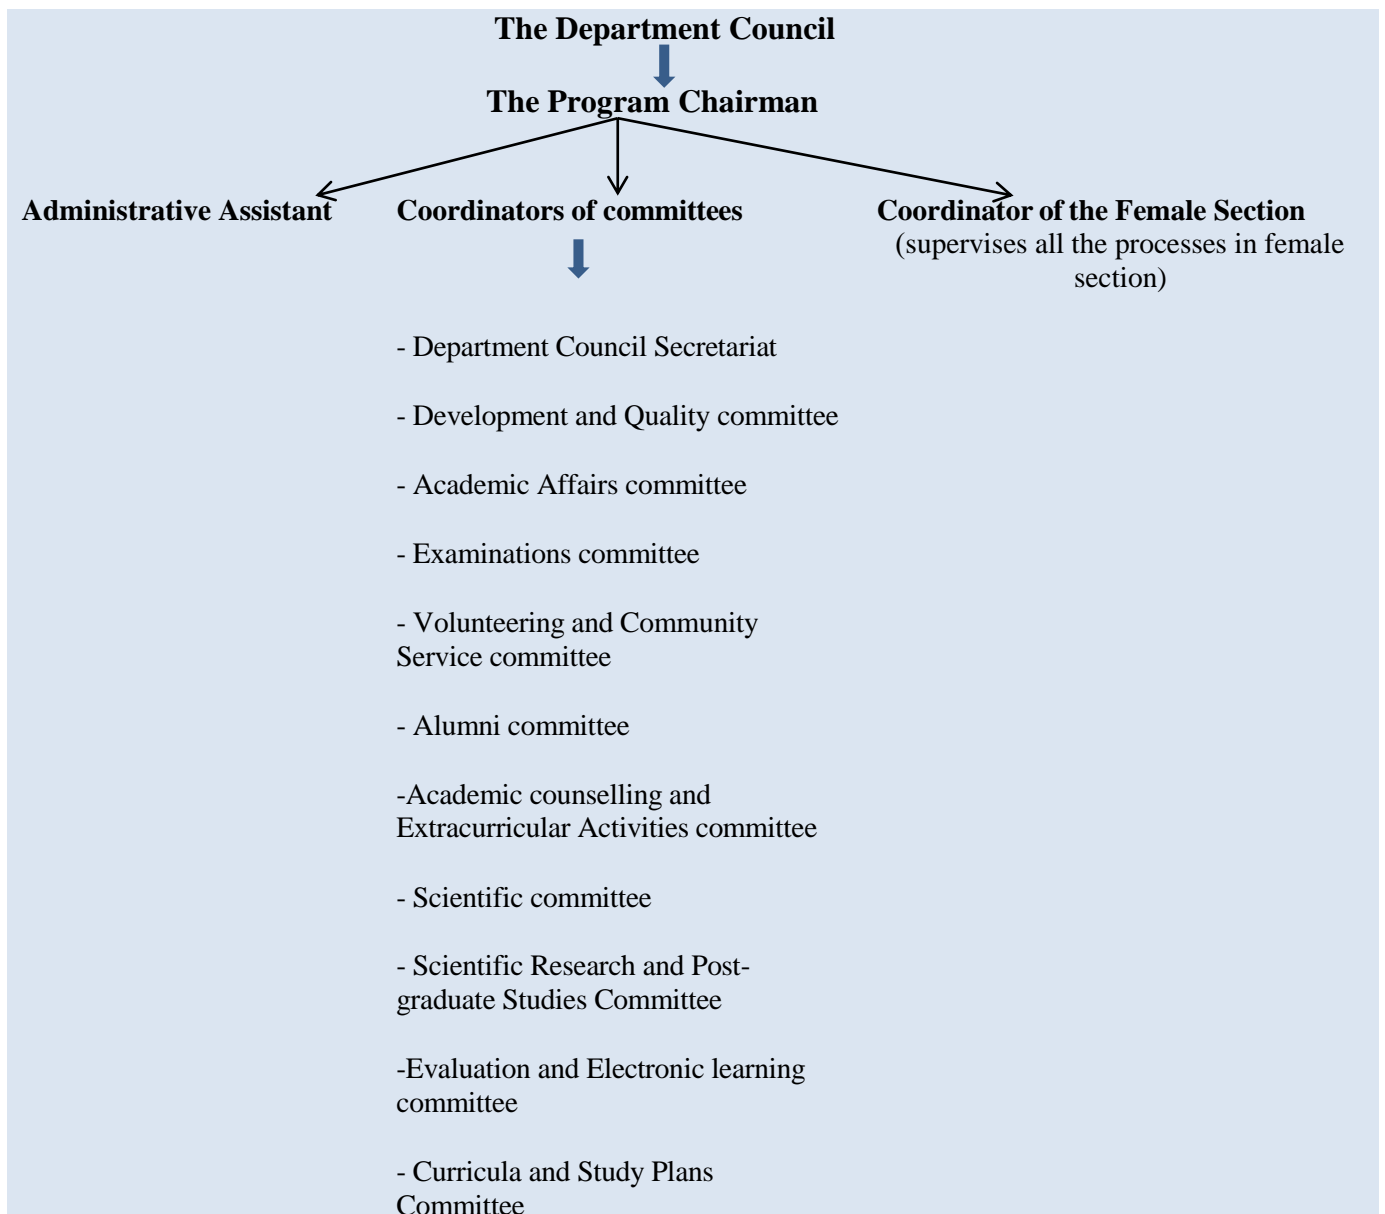 The Department Council
The Program Chairman
Administrative Assistant
Coordinators of committees
Coordinator of the Female Section
(supervises all the processes in female
section)
- Department Council Secretariat
- Development and Quality committee
- Academic Affairs committee
- Examinations committee
- Volunteering and Community
Service committee
- Alumni committee
-Academic counselling and
Extracurricular Activities committee
- Scientific committee
- Scientific Research and Post-
graduate Studies Committee
-Evaluation and Electronic learning
committee
- Curricula and Study Plans
Committee